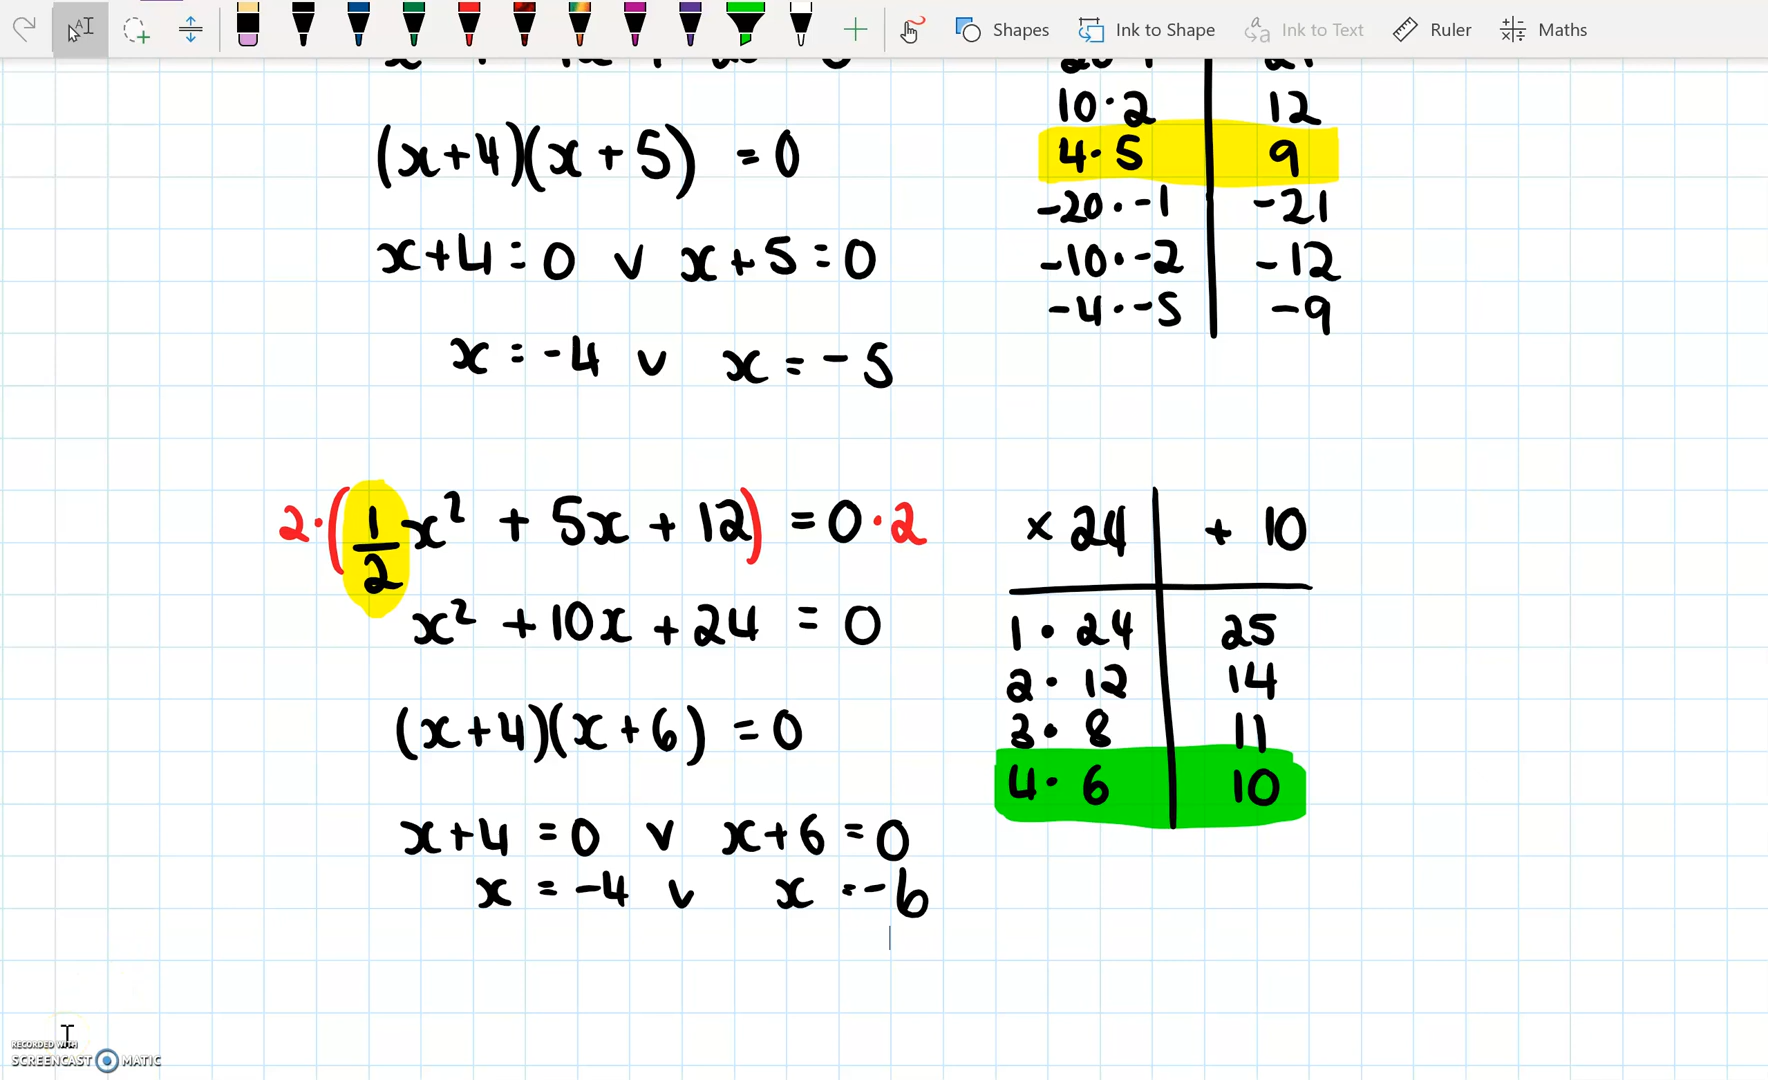 Shapes Ink to Shape Ink to Text Ruler Maths
10·2 | 12
(x+4)(x+5) = 0
4·5 | 9
-20·-1 | -21
x+4=0 v x+5=0
-10·-2 | -12
-4·-5 | -9
x=-4 v x=-5
2·(1/2x² + 5x + 12) = 0·2
× 24 | + 10
x² + 10x + 24 = 0
1·24 | 25
2·12 | 14
(x+4)(x+6) = 0
3·8 | 11
4·6 | 10
x+4=0 v x+6=0
x=-4 v x=-6
RECORDED WITH
SCREENCAST MATIC